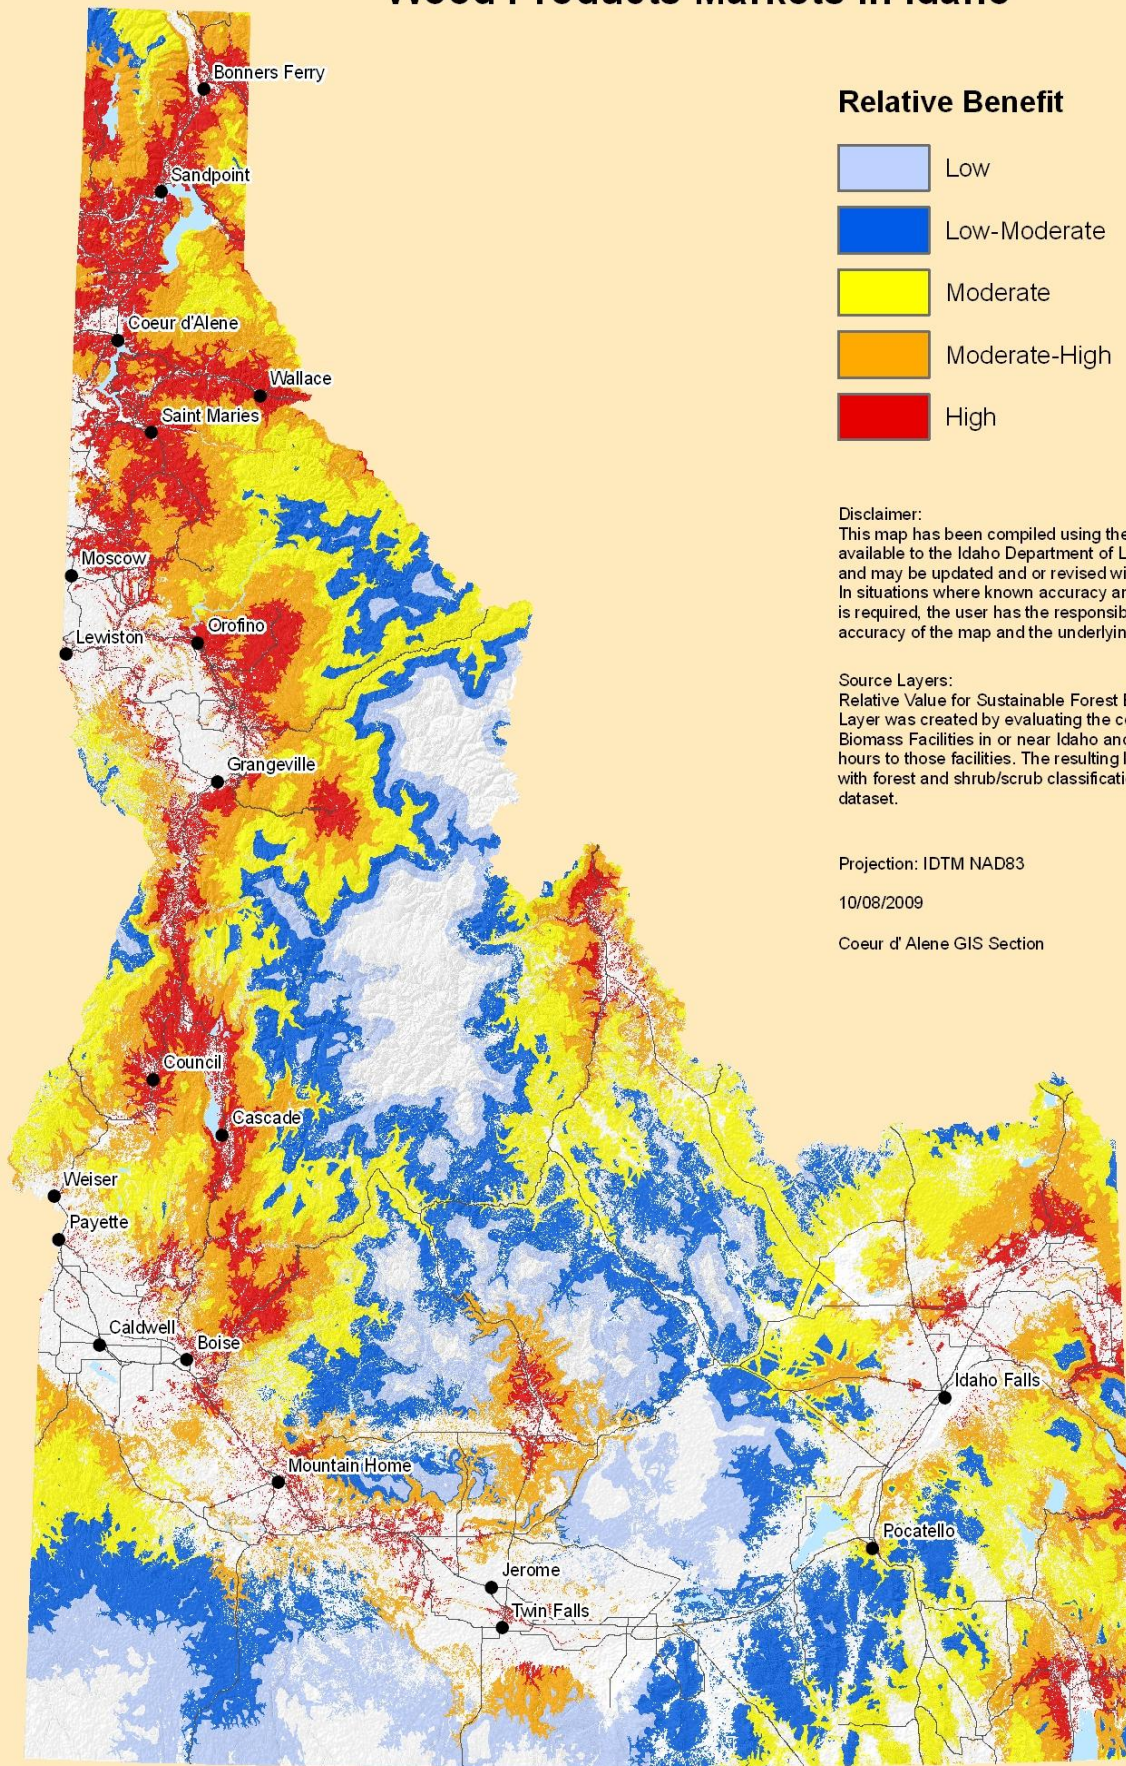 Wood Products Markets in Idaho
Relative Benefit
Low
Low-Moderate
Moderate
Moderate-High
High
Disclaimer:
This map has been compiled using the
available to the Idaho Department of L
and may be updated and or revised wi
In situations where known accuracy an
is required, the user has the responsib
accuracy of the map and the underlyin
Source Layers:
Relative Value for Sustainable Forest
Layer was created by evaluating the c
Biomass Facilities in or near Idaho and
hours to those facilities. The resulting
with forest and shrub/scrub classificati
dataset.
Projection: IDTM NAD83
10/08/2009
Coeur d' Alene GIS Section
Bonners Ferry
Sandpoint
Coeur d'Alene
Wallace
Saint Maries
Moscow
Orofino
Lewiston
Grangeville
Council
Cascade
Weiser
Payette
Caldwell
Boise
Idaho Falls
Mountain Home
Pocatello
Jerome
Twin Falls